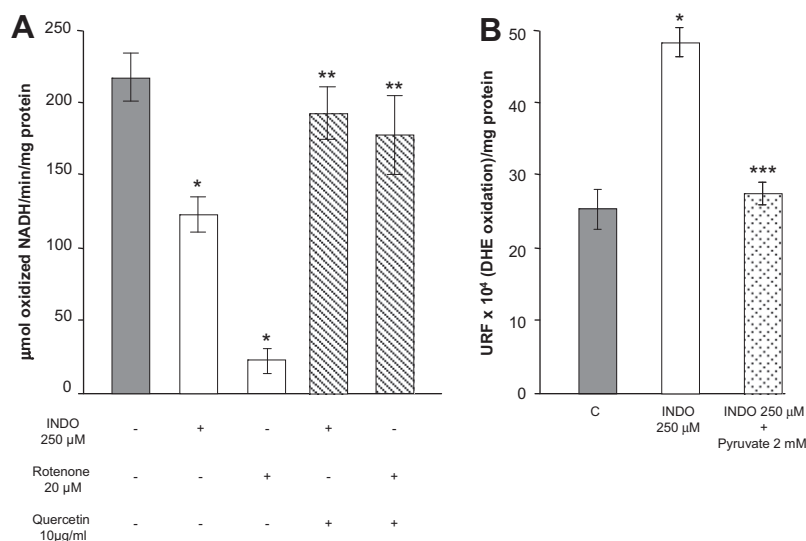 A
µmol oxidized NADH/min/mg protein
250
200
150
100
50
0
*
*
**
**
INDO
250 µM
- + - + -
Rotenone
20 µM
- - + - +
Quercetin
10µg/ml
- - - + +
B
URF x 10⁴ (DHE oxidation)/mg protein
50
40
30
20
10
0
*
***
C
INDO
250 µM
INDO 250 µM
+
Pyruvate 2 mM